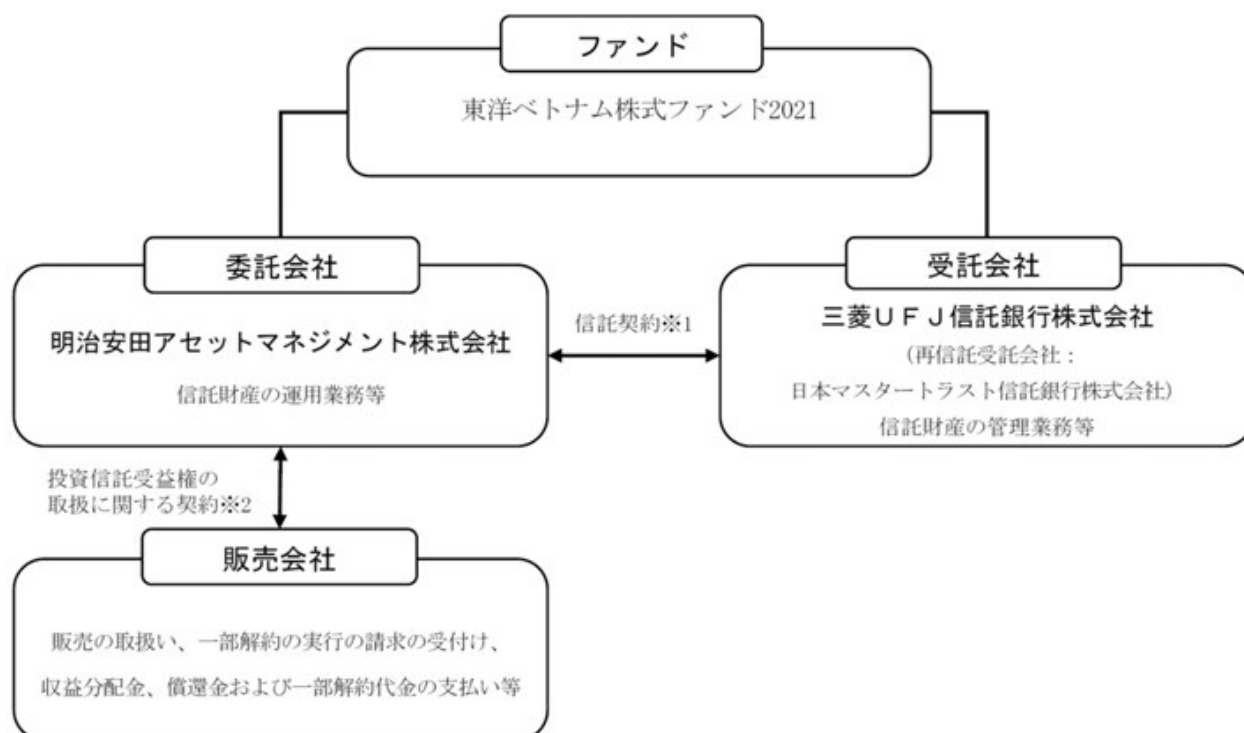 ファンド
東洋ベトナム株式ファンド2021
委託会社
明治安田アセットマネジメント株式会社
信託財産の運用業務等
信託契約※1
受託会社
三菱UFJ信託銀行株式会社
(再信託受託会社:
日本マスタートラスト信託銀行株式会社)
信託財産の管理業務等
投資信託受益権の
取扱に関する契約※2
販売会社
販売の取扱い、一部解約の実行の請求の受付け、
収益分配金、償還金および一部解約代金の支払い等